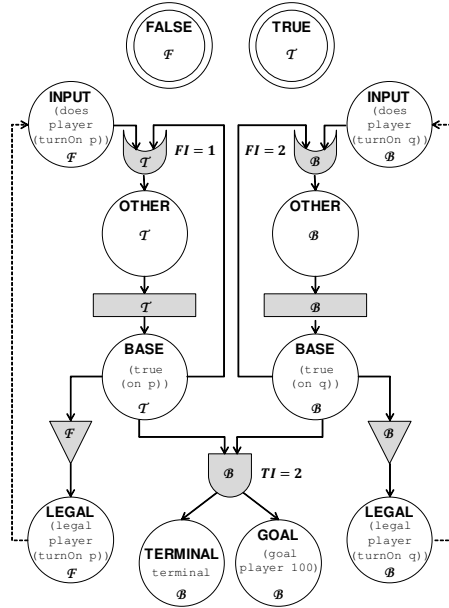 FALSE
ℱ
TRUE
𝒯
INPUT
(does
player
(turnOn p))
ℱ
INPUT
(does
player
(turnOn q))
ℬ
𝒯
FI = 1
FI = 2
ℬ
OTHER
𝒯
OTHER
ℬ
𝒯
ℬ
BASE
(true
(on p))
𝒯
BASE
(true
(on q))
ℬ
ℱ
ℬ
ℬ
TI = 2
LEGAL
(legal
player
(turnOn p))
ℱ
TERMINAL
terminal
ℬ
GOAL
(goal
player 100)
ℬ
LEGAL
(legal
player
(turnOn q))
ℬ